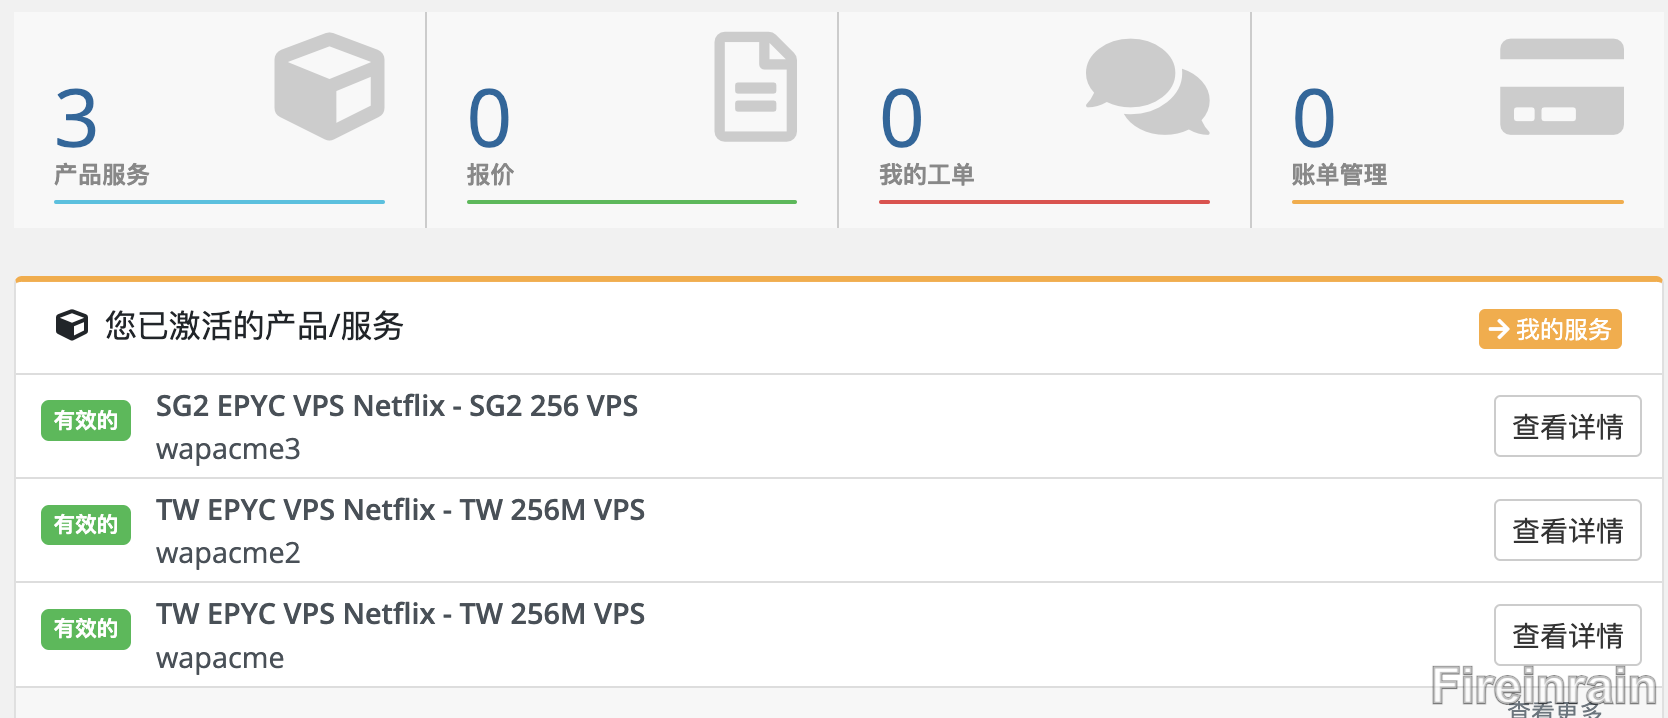 3
产品服务
0
报价
0
我的工单
0
账单管理
您已激活的产品/服务
我的服务
有效的
SG2 EPYC VPS Netflix - SG2 256 VPS
wapacme3
查看详情
有效的
TW EPYC VPS Netflix - TW 256M VPS
wapacme2
查看详情
有效的
TW EPYC VPS Netflix - TW 256M VPS
wapacme
查看详情
Fireinrain
查看更多